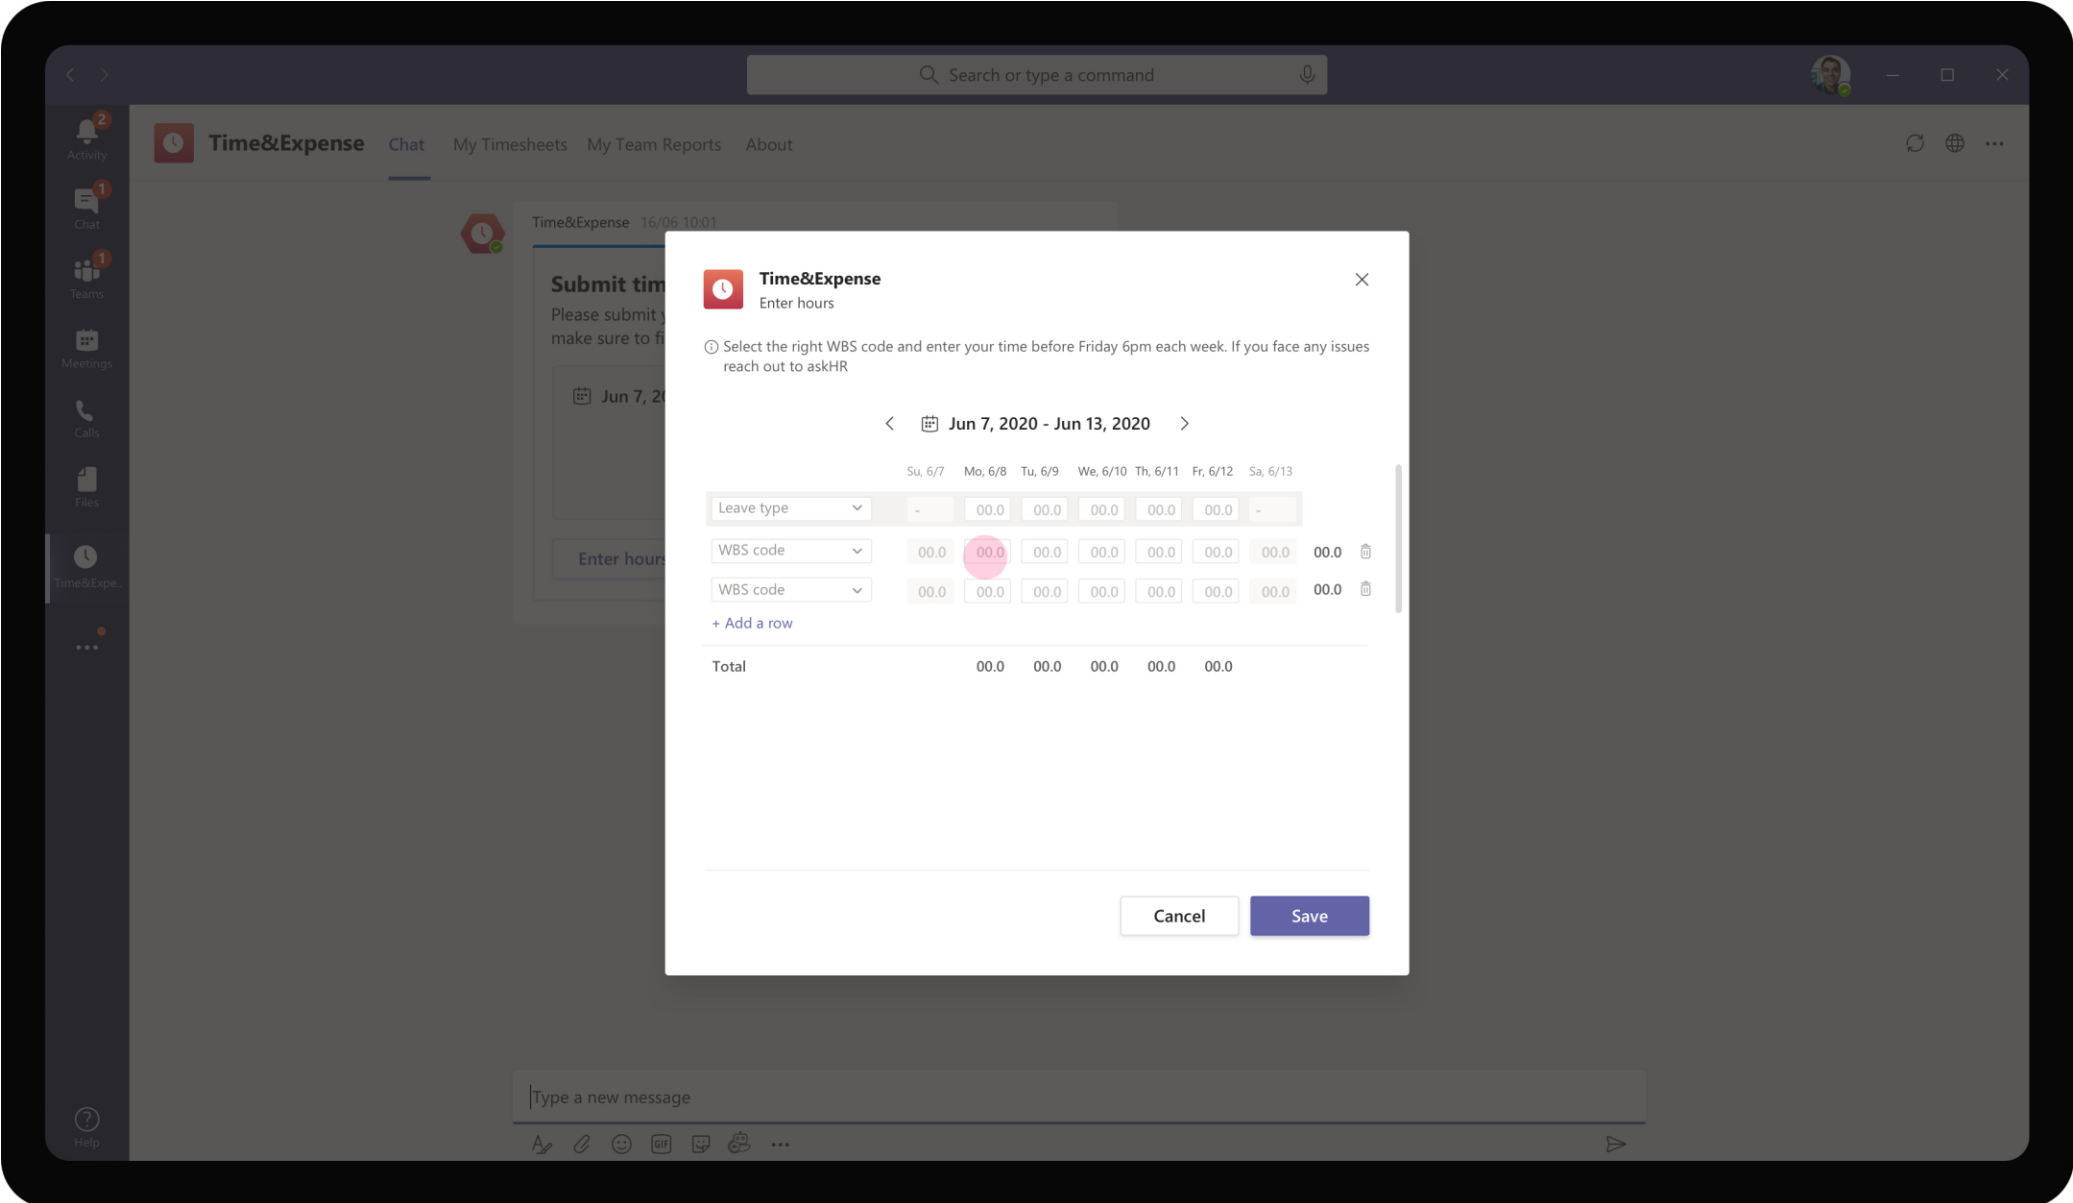 Search or type a command
2
Activity
1
Chat
1
Teams
Meetings
Calls
Files
Time&Expe..
Help
Time&Expense Chat My Timesheets My Team Reports About
Time&Expense 16/06 10:01
Submit tim
Please submit y
make sure to fi
Jun 7, 20
Enter hours
Time&Expense
Enter hours
Select the right WBS code and enter your time before Friday 6pm each week. If you face any issues
reach out to askHR
Jun 7, 2020 - Jun 13, 2020
Su, 6/7 Mo, 6/8 Tu, 6/9 We, 6/10 Th, 6/11 Fr, 6/12 Sa, 6/13
Leave type - 00.0 00.0 00.0 00.0 00.0 -
WBS code 00.0 00.0 00.0 00.0 00.0 00.0 00.0 00.0
WBS code 00.0 00.0 00.0 00.0 00.0 00.0 00.0 00.0
+ Add a row
Total 00.0 00.0 00.0 00.0 00.0
Cancel Save
Type a new message
GIF